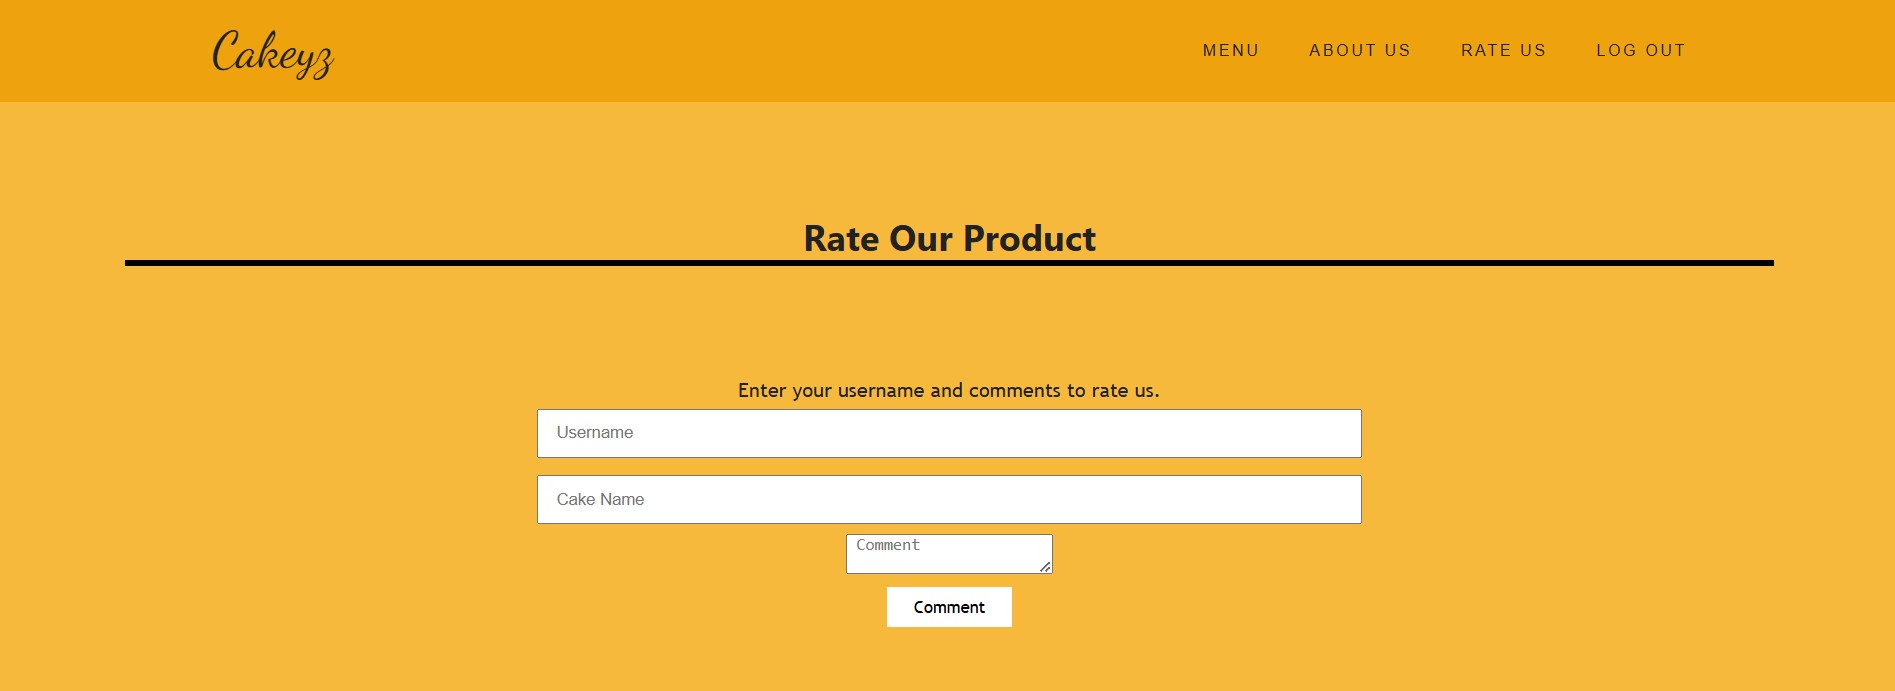 Cakeyz
MENU ABOUT US RATE US LOG OUT
Rate Our Product
Enter your username and comments to rate us.
Username
Cake Name
Comment
Comment